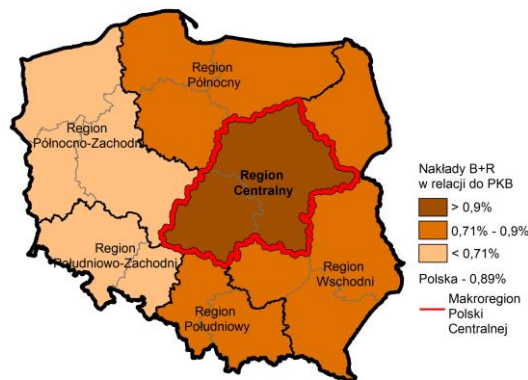 Region
Północny
Region
Północno-Zachodni
Region
Centralny
Region
Południowo-Zachodni
Region
Wschodni
Region
Południowy
Nakłady B+R
w relacji do PKB
> 0,9%
0,71% - 0,9%
< 0,71%
Polska - 0,89%
Makroregion
Polski
Centralnej